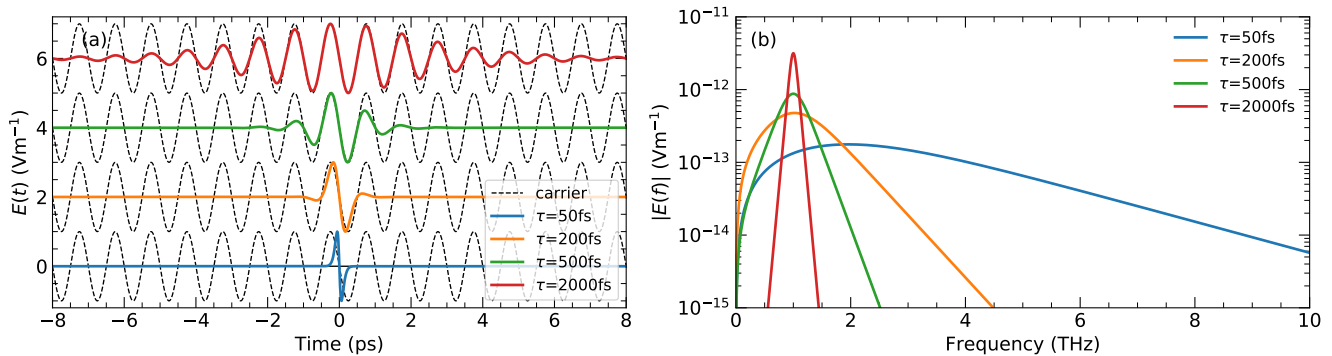 (a)
E(t) (Vm⁻¹)
6
4
2
0
carrier
τ=50fs
τ=200fs
τ=500fs
τ=2000fs
−8 −6 −4 −2 0 2 4 6 8
Time (ps)
(b)
|E(f)| (Vm⁻¹)
10⁻¹¹
10⁻¹²
10⁻¹³
10⁻¹⁴
10⁻¹⁵
τ=50fs
τ=200fs
τ=500fs
τ=2000fs
0 2 4 6 8 10
Frequency (THz)